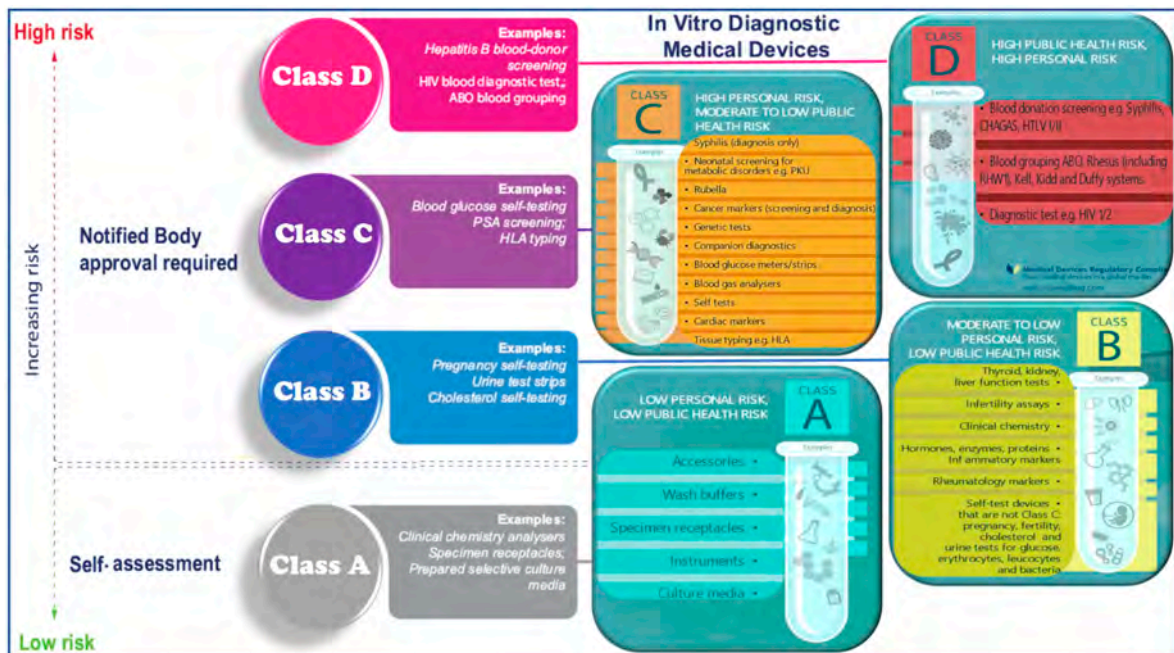 High risk
Increasing risk
Notified Body
approval required
Self- assessment
Low risk
Class D
Examples:
Hepatitis B blood-donor
screening
HIV blood diagnostic test,;
ABO blood grouping
Class C
Examples:
Blood glucose self-testing
PSA screening;
HLA typing
Class B
Examples:
Pregnancy self-testing
Urine test strips
Cholesterol self-testing
Class A
Examples:
Clinical chemistry analysers
Specimen receptacles;
Prepared selective culture
media
In Vitro Diagnostic
Medical Devices
CLASS
C
HIGH PERSONAL RISK,
MODERATE TO LOW PUBLIC
HEALTH RISK
Examples
Syphilis (diagnosis only)
• Neonatal screening for
metabolic disorders e.g. PKU
• Rubella
• Cancer markers (screening and diagnosis)
• Genetic tests
• Companion diagnostics
• Blood glucose meters/strips
• Blood gas analysers
• Self tests
• Cardiac markers
Tissue typing e.g. HLA
CLASS
D
HIGH PUBLIC HEALTH RISK,
HIGH PERSONAL RISK
Examples
• Blood donation screening e.g. Syphilis,
CHAGAS, HTLV I/II
• Blood grouping ABO, Rhesus (including
RHW1), Kell, Kidd and Duffy systems
• Diagnostic test e.g. HIV 1/2
Medical Devices Regulatory
LOW PERSONAL RISK,
LOW PUBLIC HEALTH RISK
CLASS
A
Examples
Accessories •
Wash buffers •
Specimen receptacles •
Instruments •
Culture media •
MODERATE TO LOW
PERSONAL RISK,
LOW PUBLIC HEALTH RISK
CLASS
B
Examples
Thyroid, kidney,
liver function tests •
Infertility assays •
Clinical chemistry •
Hormones, enzymes, proteins •
Inf ammatory markers
Rheumatology markers •
Self-test devices •
that are not Class C:
pregnancy, fertility,
cholesterol and
urine tests for glucose,
erythrocytes, leucocytes
and bacteria